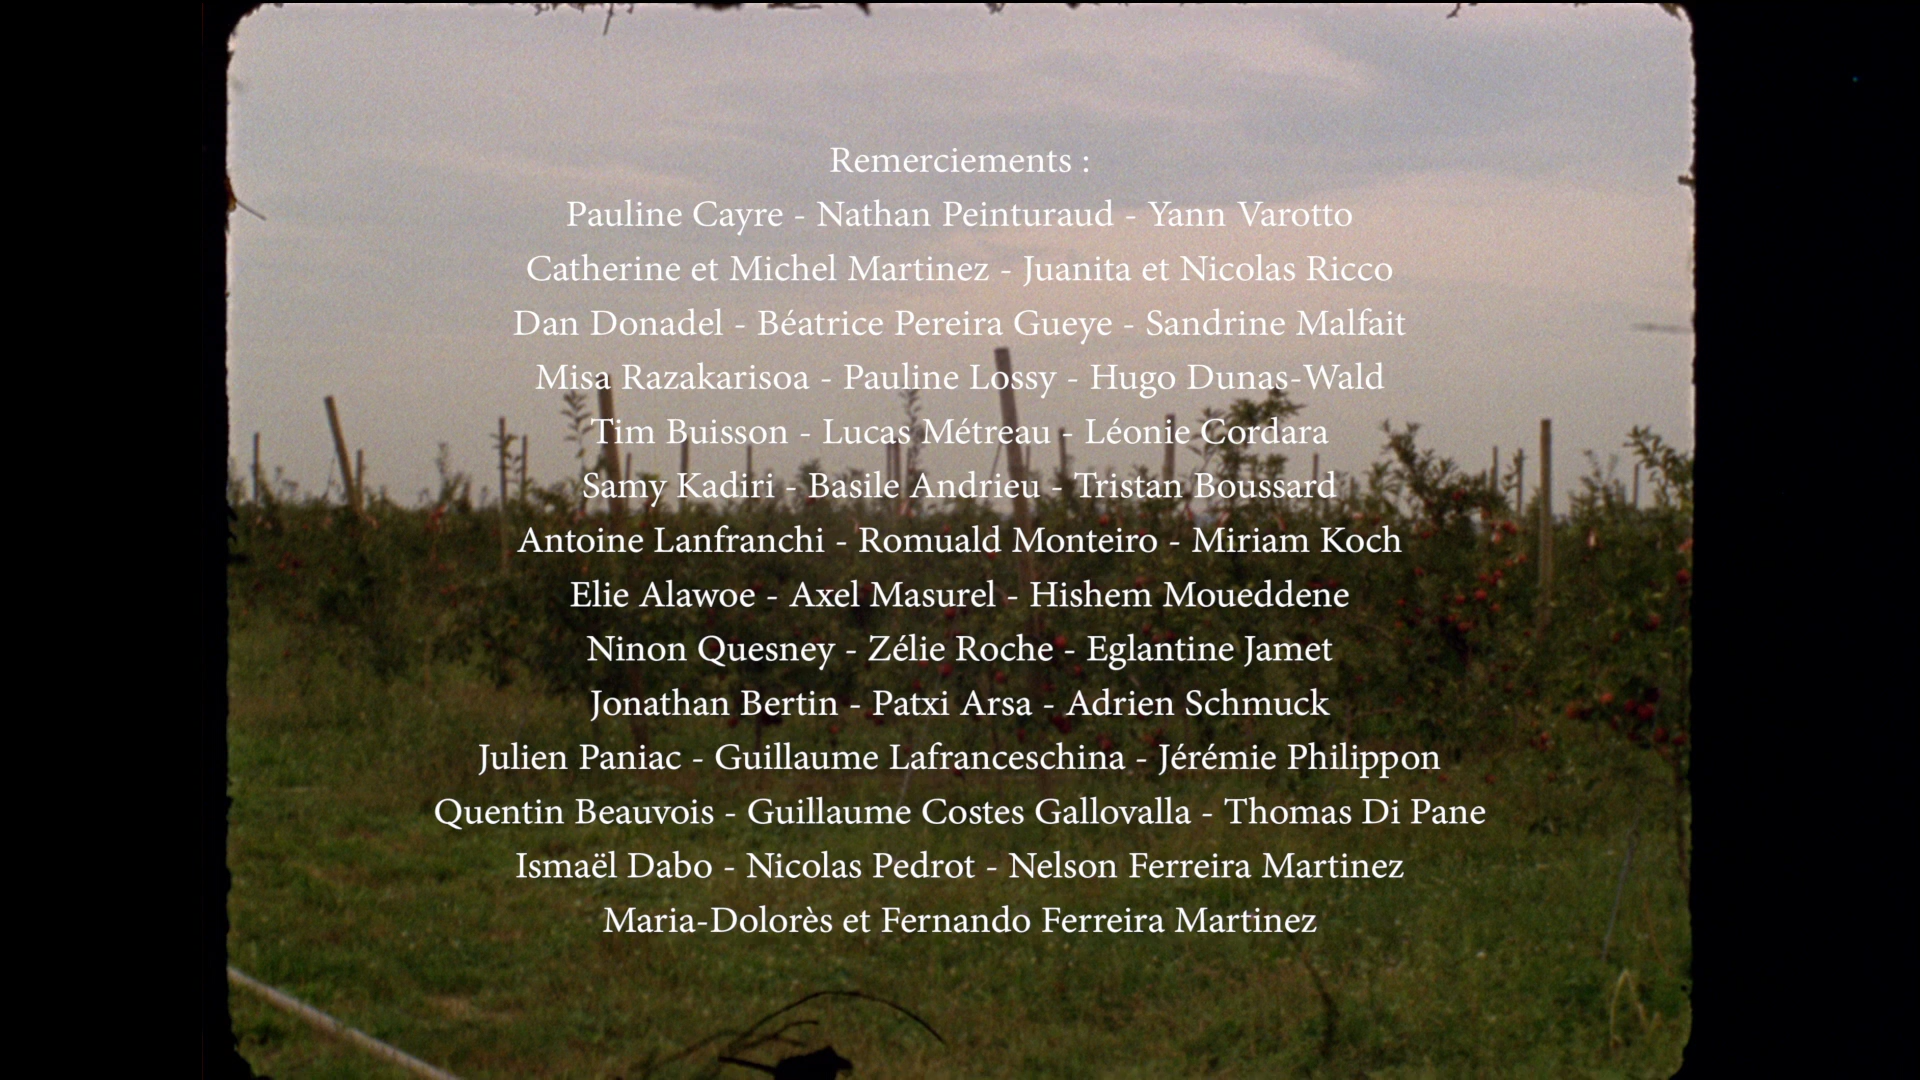 Remerciements :
Pauline Cayre - Nathan Peinturaud - Yann Varotto
Catherine et Michel Martinez - Juanita et Nicolas Ricco
Dan Donadel - Béatrice Pereira Gueye - Sandrine Malfait
Misa Razakarisoa - Pauline Lossy - Hugo Dunas-Wald
Tim Buisson - Lucas Métreau - Léonie Cordara
Samy Kadiri - Basile Andrieu - Tristan Boussard
Antoine Lanfranchi - Romuald Monteiro - Miriam Koch
Elie Alawoe - Axel Masurel - Hishem Moueddene
Ninon Quesney - Zélie Roche - Eglantine Jamet
Jonathan Bertin - Patxi Arsa - Adrien Schmuck
Julien Paniac - Guillaume Lafranceschina - Jérémie Philippon
Quentin Beauvois - Guillaume Costes Gallovalla - Thomas Di Pane
Ismaël Dabo - Nicolas Pedrot - Nelson Ferreira Martinez
Maria-Dolorès et Fernando Ferreira Martinez